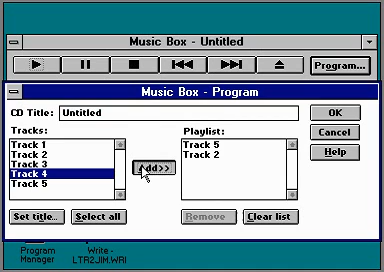 Music Box - Untitled
Program...
Music Box - Program
CD Title: Untitled
OK
Tracks:
Playlist:
Cancel
Track 1
Track 2
Track 3
Track 4
Track 5
Add>>
Track 5
Track 2
Help
Set title...
Select all
Remove
Clear list
Program
Manager
Write -
LTR2JIM.WRI